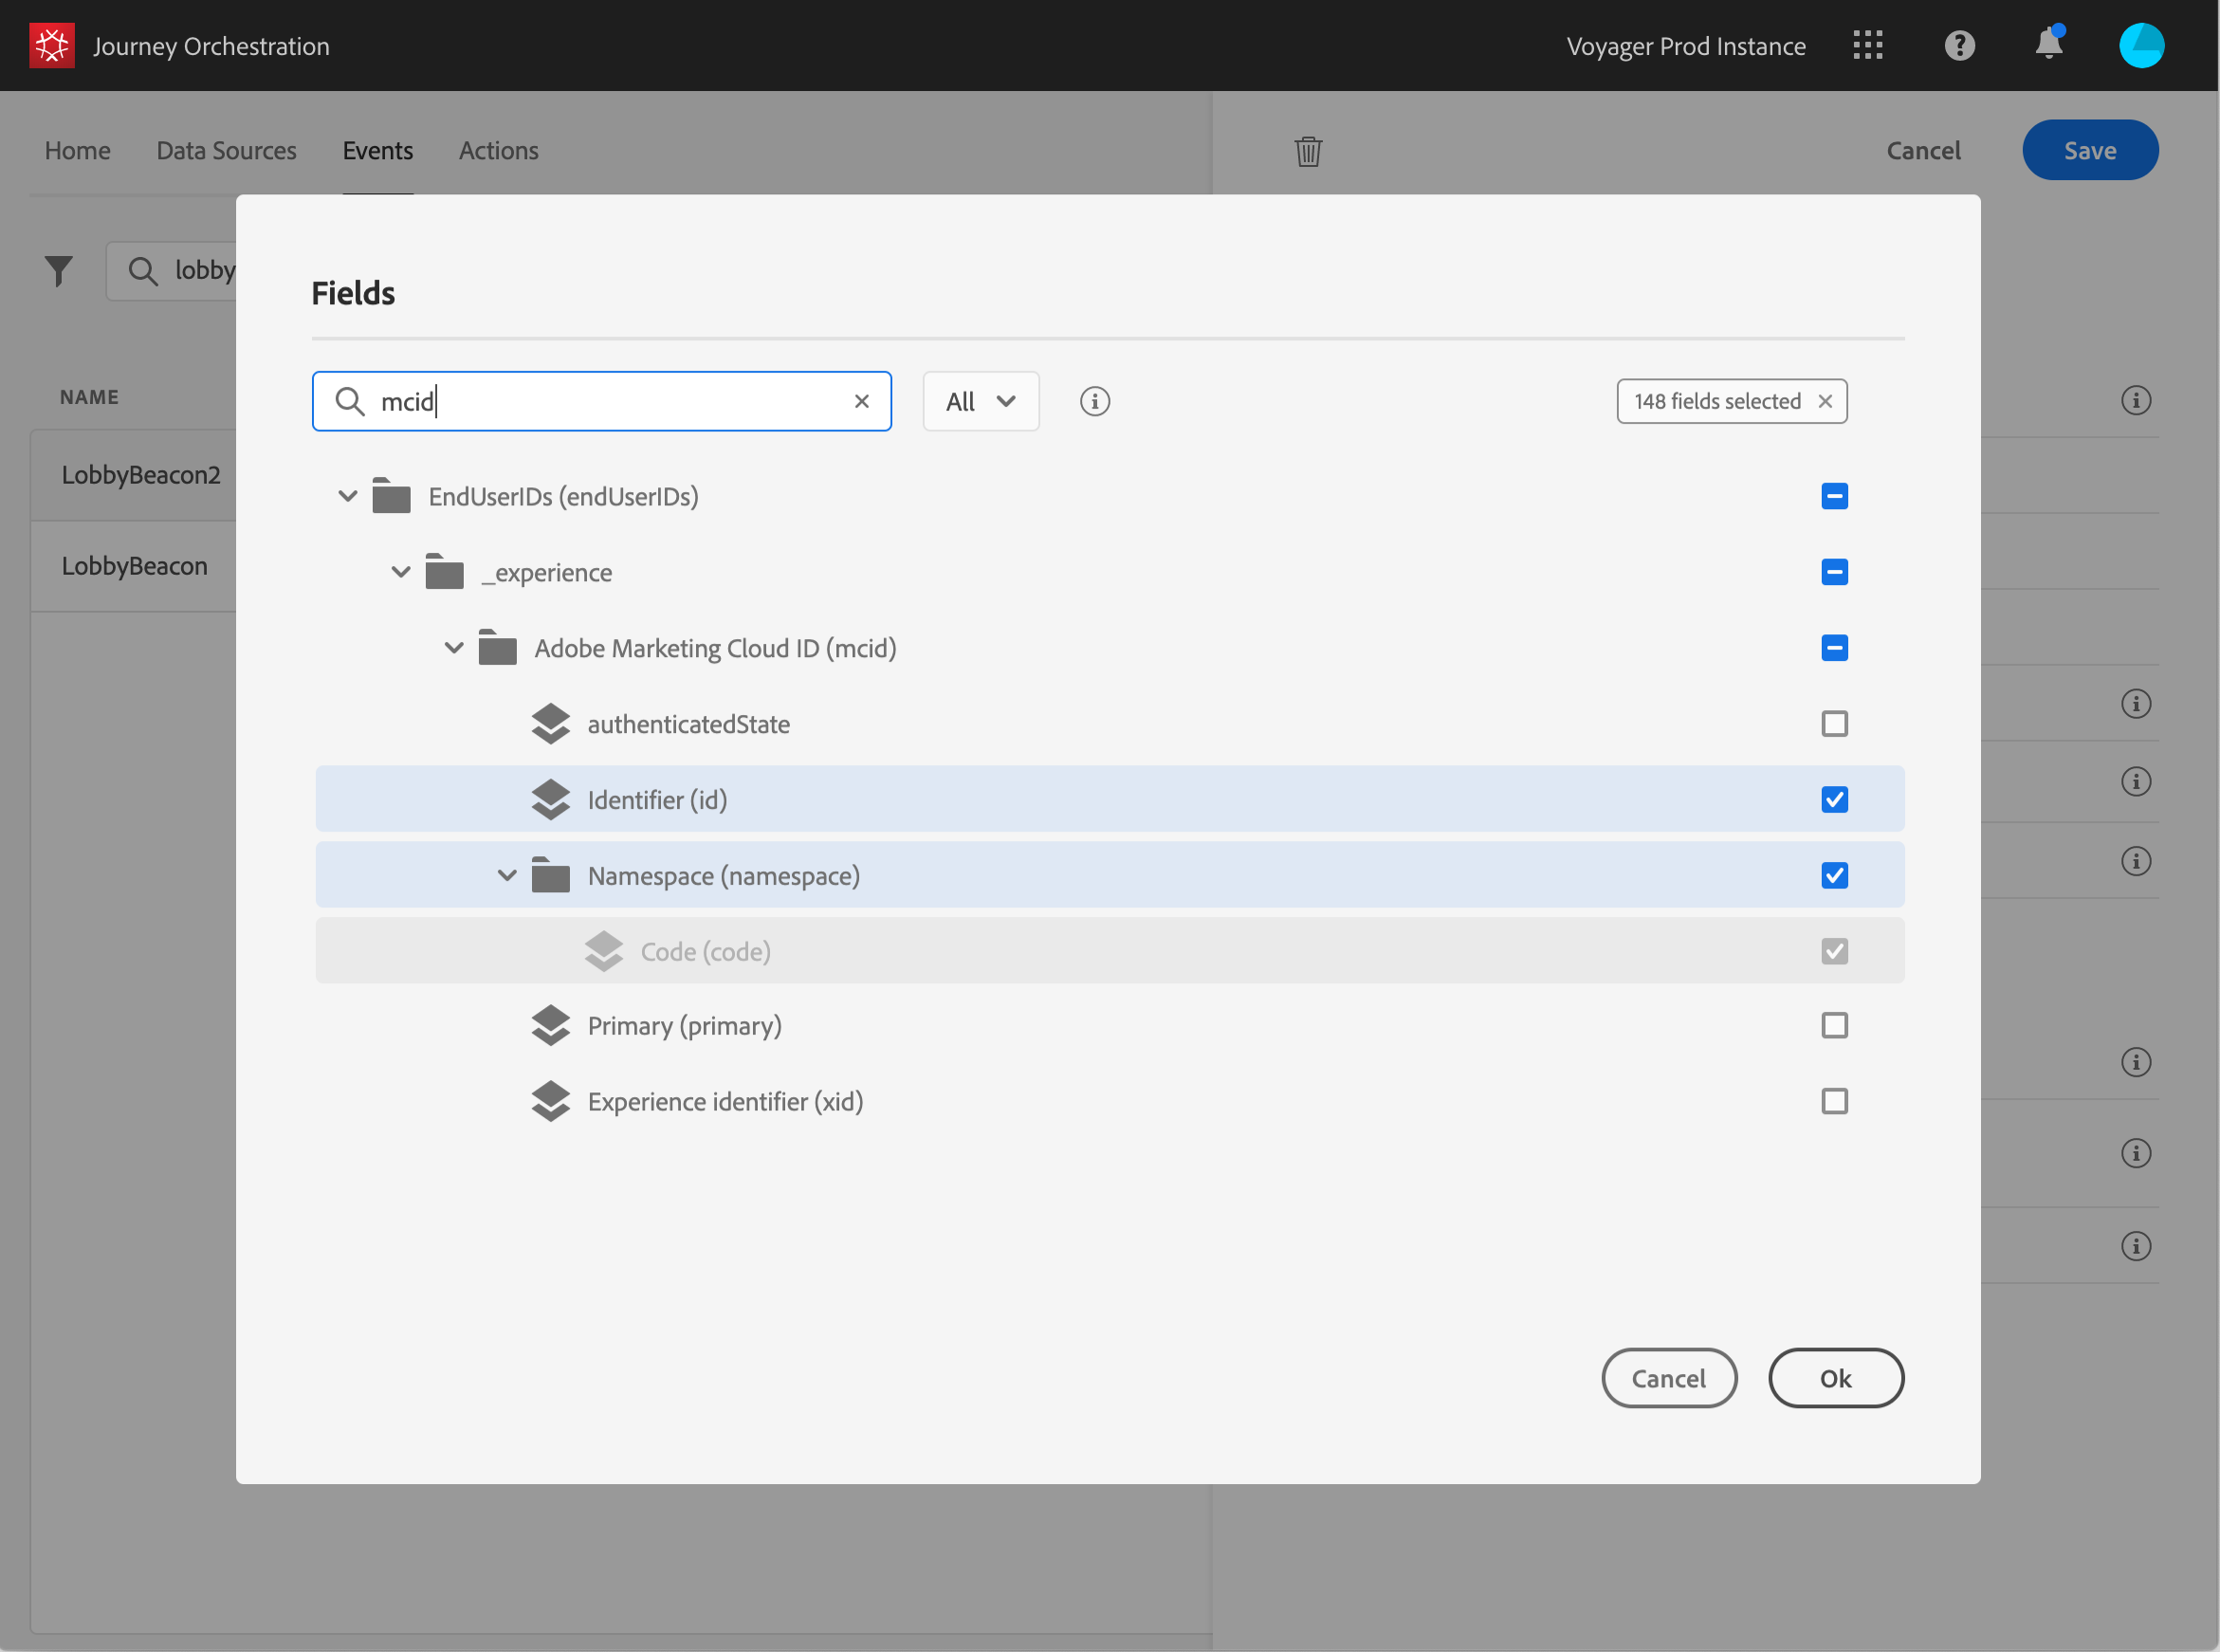 Journey Orchestration
Voyager Prod Instance
Home Data Sources Events Actions
Cancel Save
lobby
Fields
mcid
All
148 fields selected
NAME
LobbyBeacon2
LobbyBeacon
EndUserIDs (endUserIDs)
_experience
Adobe Marketing Cloud ID (mcid)
authenticatedState
Identifier (id)
Namespace (namespace)
Code (code)
Primary (primary)
Experience identifier (xid)
Cancel Ok